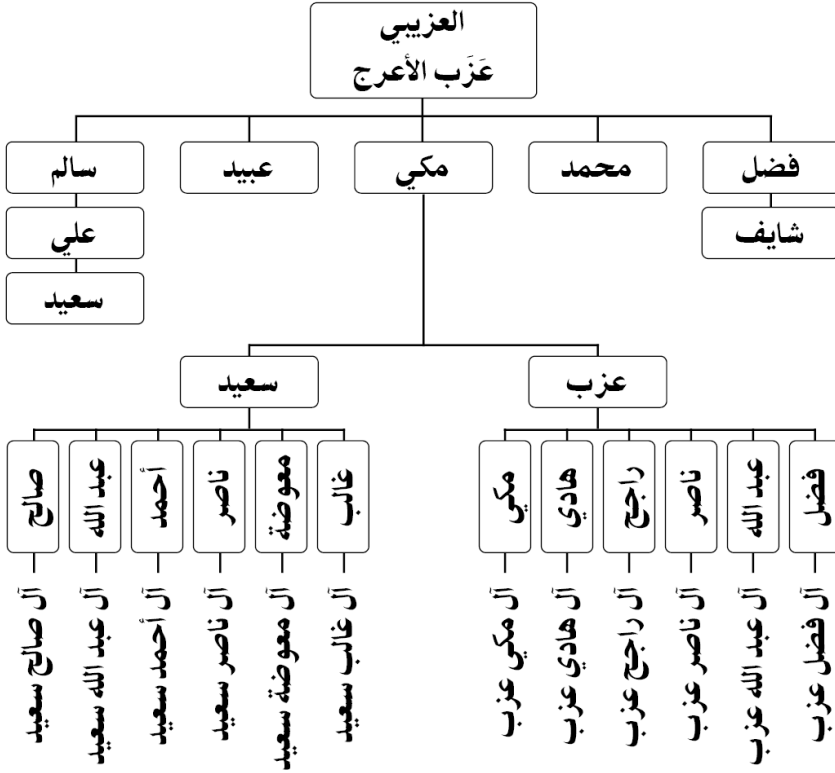 العزيبي
عَزَب الأعرج
فضل
محمد
مكي
عبيد
سالم
شايف
علي
سعيد
عزب
سعيد
فضل
عبد الله
ناصر
راجح
هادي
مكي
غالب
معوضة
ناصر
أحمد
عبد الله
صالح
آل فضل عزب
آل عبد الله عزب
آل ناصر عزب
آل راجح عزب
آل هادي عزب
آل مكي عزب
آل غالب سعيد
آل معوضة سعيد
آل ناصر سعيد
آل أحمد سعيد
آل عبد الله سعيد
آل صالح سعيد